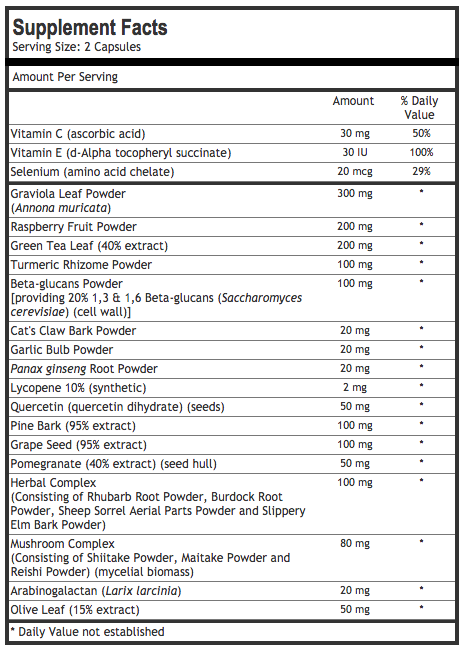 Supplement Facts
Serving Size: 2 Capsules
Amount Per Serving
Amount % Daily
Value
Vitamin C (ascorbic acid) 30 mg 50%
Vitamin E (d-Alpha tocopheryl succinate) 30 IU 100%
Selenium (amino acid chelate) 20 mcg 29%
Graviola Leaf Powder 300 mg *
(Annona muricata)
Raspberry Fruit Powder 200 mg *
Green Tea Leaf (40% extract) 200 mg *
Turmeric Rhizome Powder 100 mg *
Beta-glucans Powder 100 mg *
[providing 20% 1,3 & 1,6 Beta-glucans (Saccharomyces
cerevisiae) (cell wall)]
Cat's Claw Bark Powder 20 mg *
Garlic Bulb Powder 20 mg *
Panax ginseng Root Powder 20 mg *
Lycopene 10% (synthetic) 2 mg *
Quercetin (quercetin dihydrate) (seeds) 50 mg *
Pine Bark (95% extract) 100 mg *
Grape Seed (95% extract) 100 mg *
Pomegranate (40% extract) (seed hull) 50 mg *
Herbal Complex 100 mg *
(Consisting of Rhubarb Root Powder, Burdock Root
Powder, Sheep Sorrel Aerial Parts Powder and Slippery
Elm Bark Powder)
Mushroom Complex 80 mg *
(Consisting of Shiitake Powder, Maitake Powder and
Reishi Powder) (mycelial biomass)
Arabinogalactan (Larix larcinia) 20 mg *
Olive Leaf (15% extract) 50 mg *
* Daily Value not established